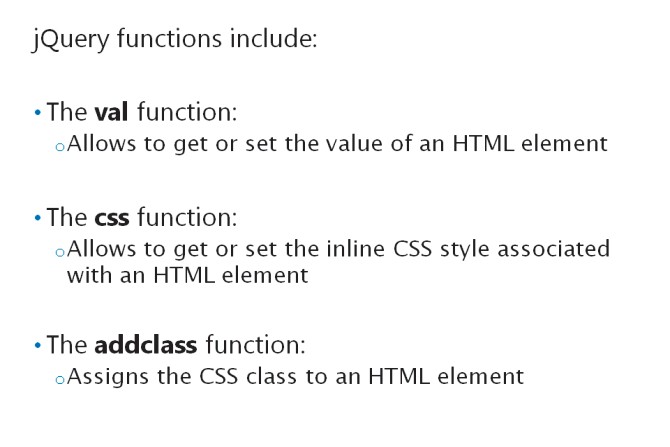 jQuery functions include:
• The val function:
○Allows to get or set the value of an HTML element
• The css function:
○Allows to get or set the inline CSS style associated
with an HTML element
• The addclass function:
○Assigns the CSS class to an HTML element